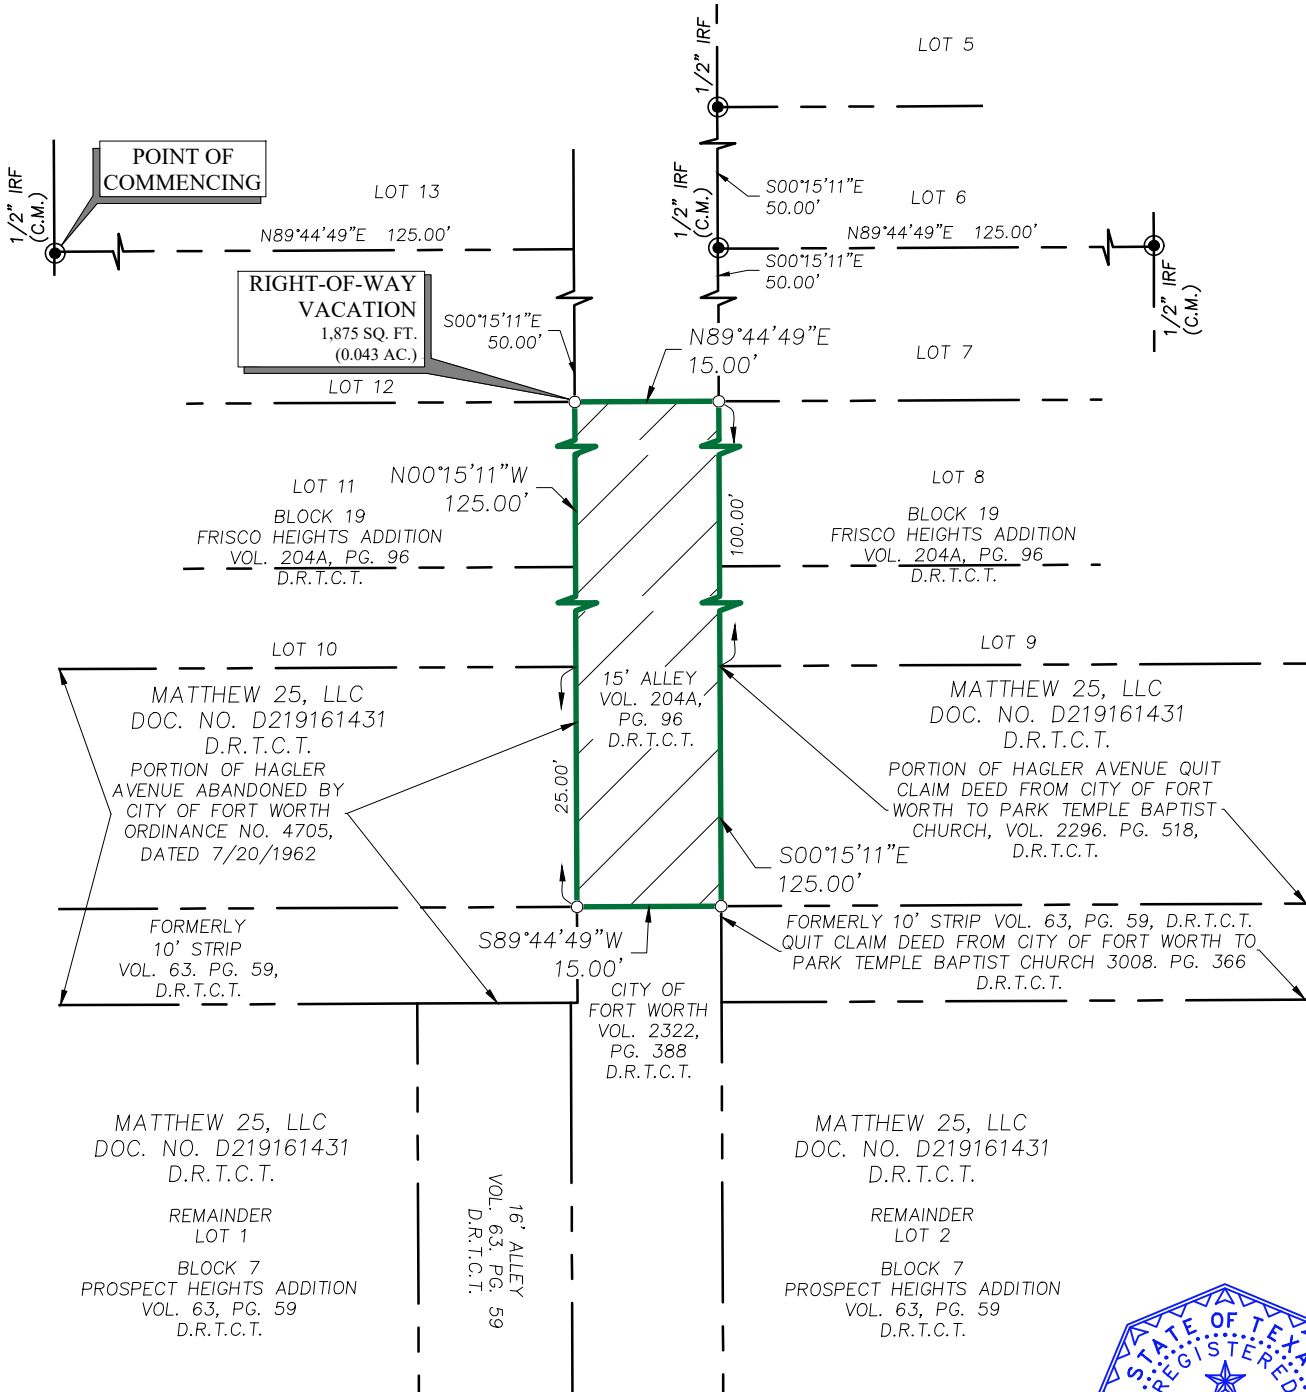 1/2" IRF
LOT 5
POINT OF
COMMENCING
1/2" IRF
(C.M.)
LOT 13
1/2" IRF
(C.M.)
S00°15'11"E
50.00'
LOT 6
N89°44'49"E 125.00'
N89°44'49"E 125.00'
S00°15'11"E
50.00'
1/2" IRF
(C.M.)
RIGHT-OF-WAY
VACATION
1,875 SQ. FT.
(0.043 AC.)
S00°15'11"E
50.00'
N89°44'49"E
15.00'
LOT 7
LOT 12
N00°15'11"W
125.00'
LOT 11
BLOCK 19
FRISCO HEIGHTS ADDITION
VOL. 204A, PG. 96
D.R.T.C.T.
100.00'
LOT 8
BLOCK 19
FRISCO HEIGHTS ADDITION
VOL. 204A, PG. 96
D.R.T.C.T.
LOT 10
LOT 9
MATTHEW 25, LLC
DOC. NO. D219161431
D.R.T.C.T.
PORTION OF HAGLER
AVENUE ABANDONED BY
CITY OF FORT WORTH
ORDINANCE NO. 4705,
DATED 7/20/1962
15' ALLEY
VOL. 204A,
PG. 96
D.R.T.C.T.
25.00'
MATTHEW 25, LLC
DOC. NO. D219161431
D.R.T.C.T.
PORTION OF HAGLER AVENUE QUIT
CLAIM DEED FROM CITY OF FORT
WORTH TO PARK TEMPLE BAPTIST
CHURCH, VOL. 2296. PG. 518,
D.R.T.C.T.
S00°15'11"E
125.00'
FORMERLY
10' STRIP
VOL. 63. PG. 59,
D.R.T.C.T.
S89°44'49"W
15.00'
FORMERLY 10' STRIP VOL. 63, PG. 59, D.R.T.C.T.
QUIT CLAIM DEED FROM CITY OF FORT WORTH TO
PARK TEMPLE BAPTIST CHURCH 3008. PG. 366
D.R.T.C.T.
CITY OF
FORT WORTH
VOL. 2322,
PG. 388
D.R.T.C.T.
MATTHEW 25, LLC
DOC. NO. D219161431
D.R.T.C.T.
REMAINDER
LOT 1
BLOCK 7
PROSPECT HEIGHTS ADDITION
VOL. 63, PG. 59
D.R.T.C.T.
16' ALLEY
VOL. 63. PG. 59
D.R.T.C.T.
MATTHEW 25, LLC
DOC. NO. D219161431
D.R.T.C.T.
REMAINDER
LOT 2
BLOCK 7
PROSPECT HEIGHTS ADDITION
VOL. 63, PG. 59
D.R.T.C.T.
STATE OF TEXA
REGISTERED